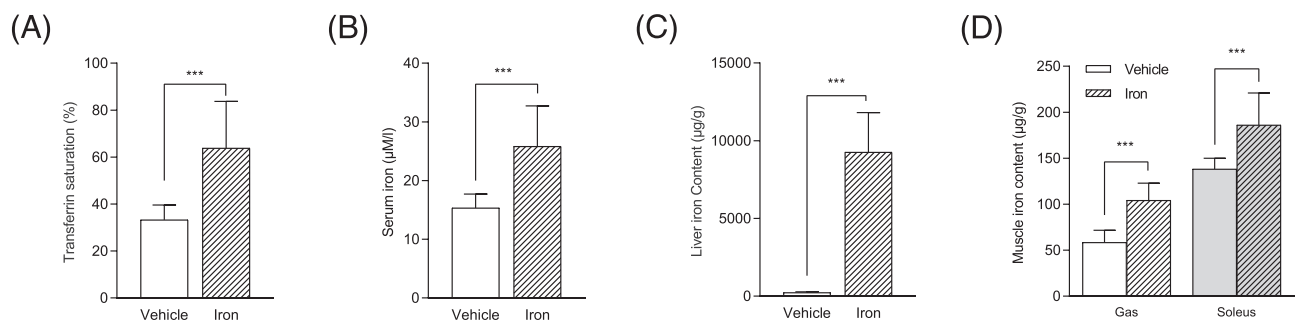 (A)
Transferrin saturation (%)
100
80
60
40
20
0
***
Vehicle Iron
(B)
Serum iron (µM/l)
40
30
20
10
0
***
Vehicle Iron
(C)
Liver iron Content (µg/g)
15000
10000
5000
0
***
Vehicle Iron
(D)
Muscle iron content (µg/g)
250
200
150
100
50
0
Vehicle
Iron
***
***
Gas Soleus